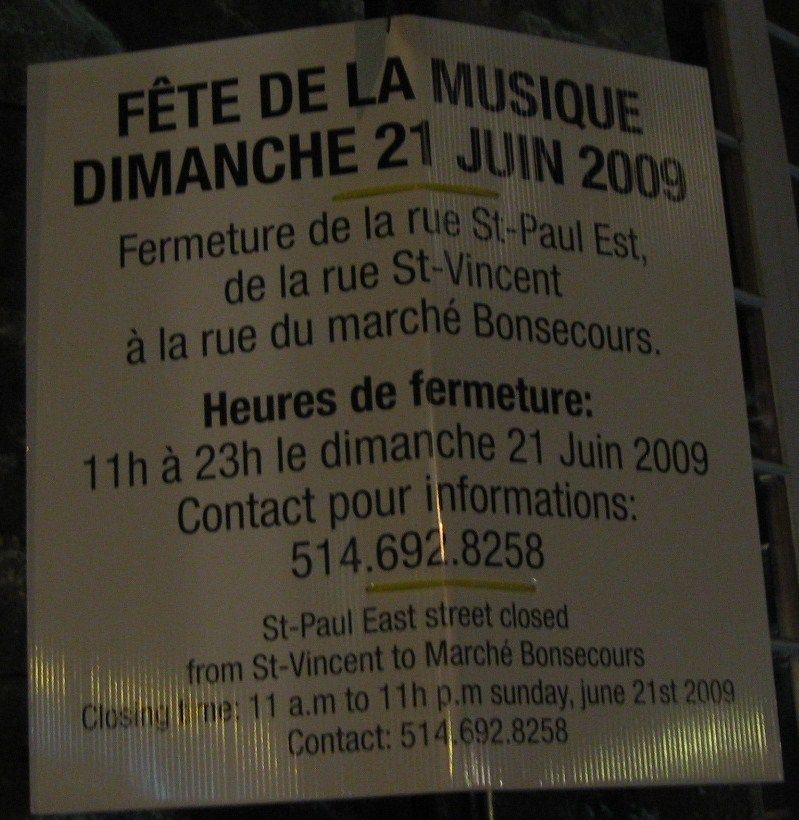 FÊTE DE LA MUSIQUE
DIMANCHE 21 JUIN 2009
Fermeture de la rue St-Paul Est,
de la rue St-Vincent
à la rue du marché Bonsecours.
Heures de fermeture:
11h à 23h le dimanche 21 Juin 2009
Contact pour informations:
514.692.8258
St-Paul East street closed
from St-Vincent to Marché Bonsecours
Closing time: 11 a.m to 11h p.m sunday, june 21st 2009
Contact: 514.692.8258